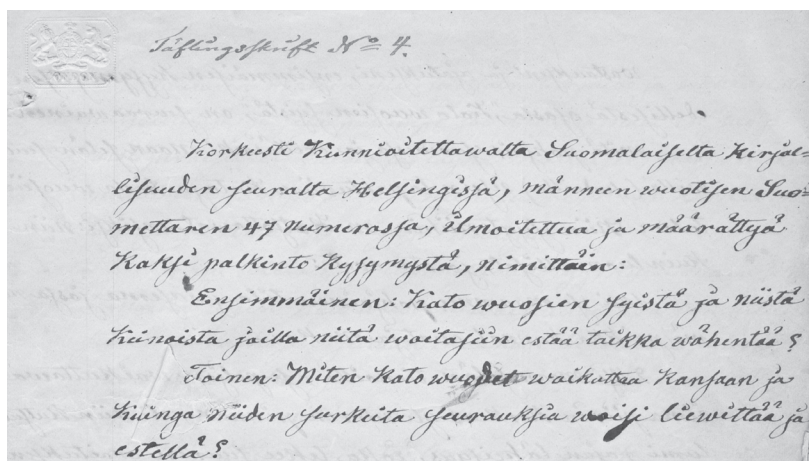 Täflingsskrift No 4.
Korkeesti Kunnioitettawalta Suomalaiselta Kirjal-
lisuuden seuralta Helsingissä, männeen wuotisen Suo-
mettaren 47 numerossa, ilmoitettua ja määrättyä
Kaksi palkinto Kysymystä, nimittäin:
Ensimmäinen: Kato wuosien syistä ja niistä
Keinoista joilla niitä woitasiin estää taikka wähentää?
Toinen: Miten Kato wuodet waikuttaa Kansaan ja
Kuinga niiden surkeita seurauksia woisi liewittää ja
estellä?